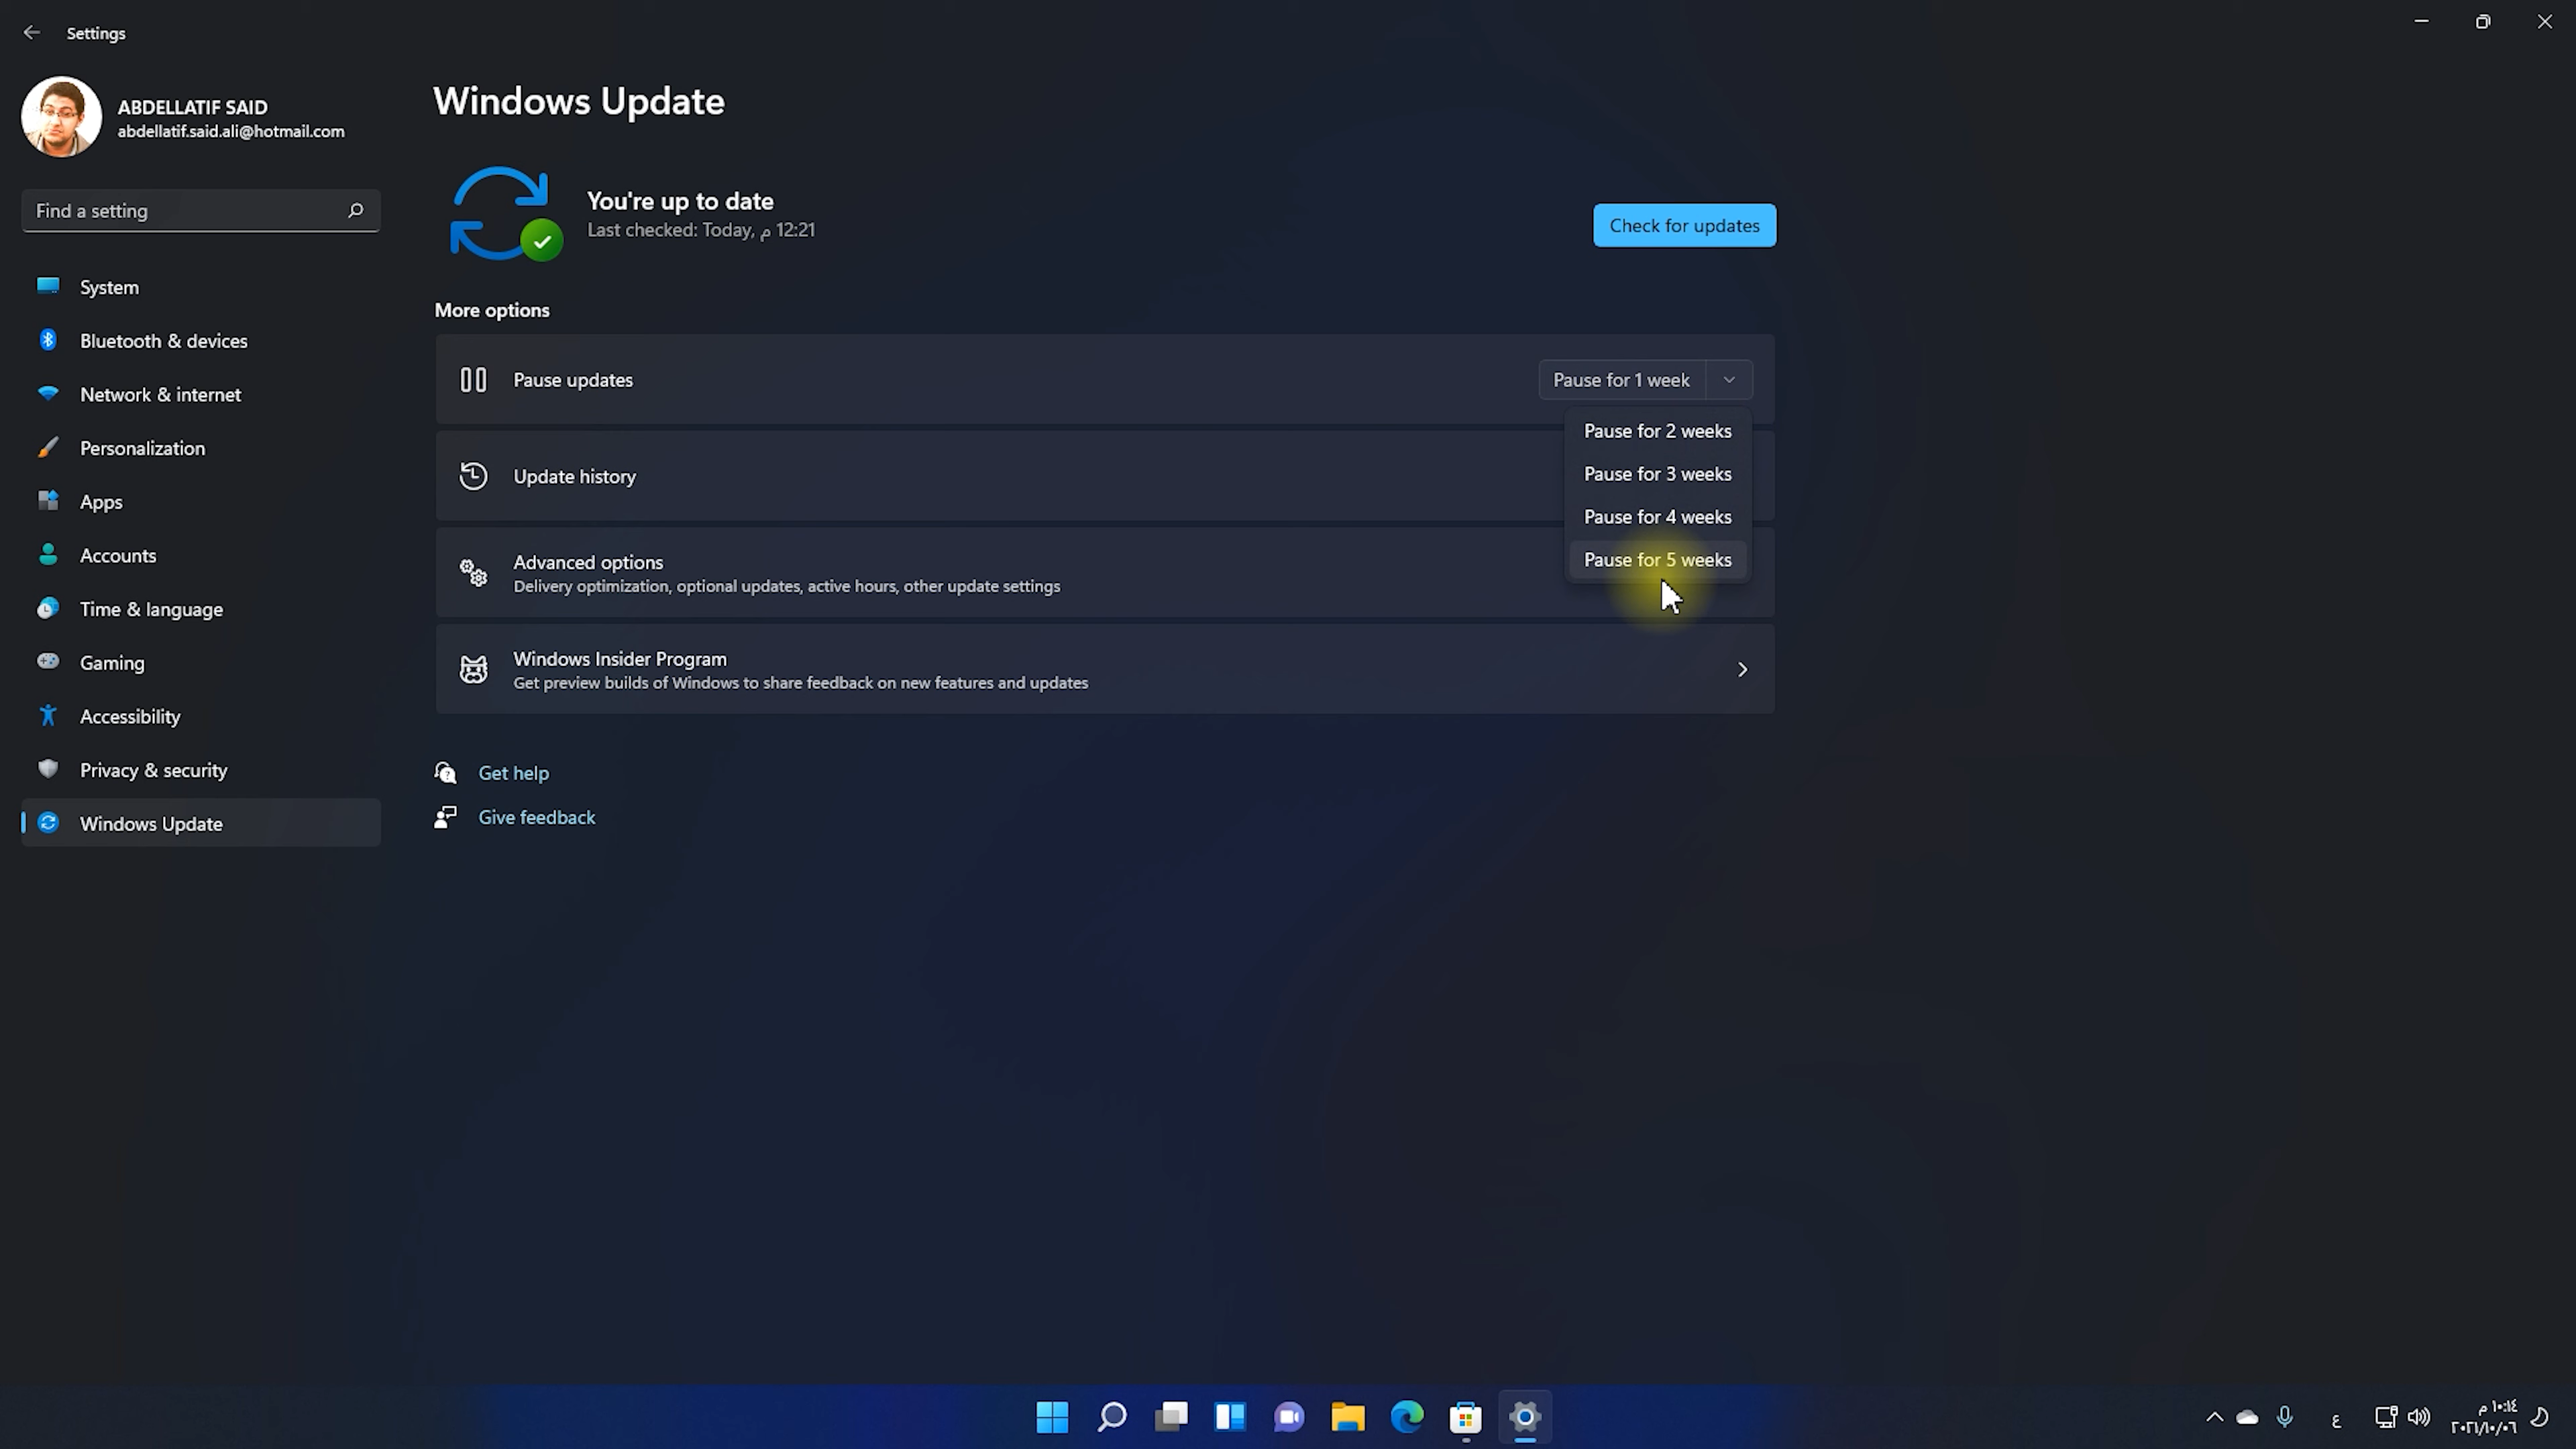 Settings
ABDELLATIF SAID
abdellatif.said.ali@hotmail.com
Find a setting
System
Bluetooth & devices
Network & internet
Personalization
Apps
Accounts
Time & language
Gaming
Accessibility
Privacy & security
Windows Update
Windows Update
You're up to date
Last checked: Today, م 12:21
Check for updates
More options
Pause updates
Pause for 1 week
Pause for 2 weeks
Pause for 3 weeks
Pause for 4 weeks
Pause for 5 weeks
Update history
Advanced options
Delivery optimization, optional updates, active hours, other update settings
Windows Insider Program
Get preview builds of Windows to share feedback on new features and updates
Get help
Give feedback
ع
١٠:١٤ م
٢٠٢١/١٠/٠٦